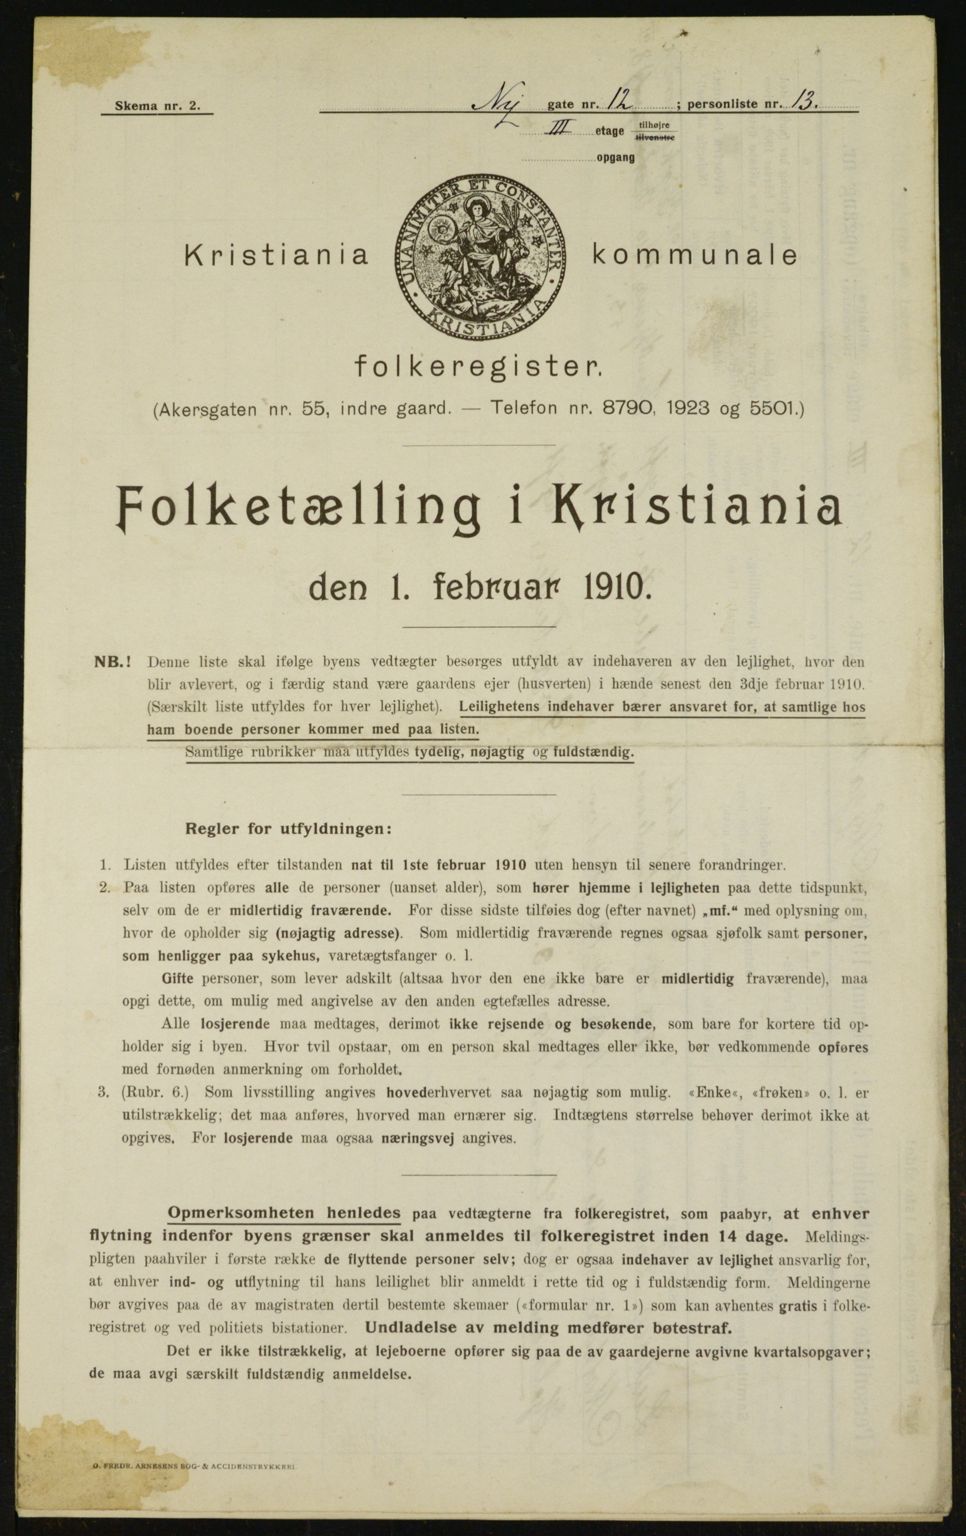 Skema nr. 2.
Ny gate nr. 12 ; personliste nr. 13.
III etage tilhøjre
tilvenstre
opgang
UNANIMITER ET CONSTANTER
KRISTIANIA
Kristiania kommunale
folkeregister.
(Akersgaten nr. 55, indre gaard. — Telefon nr. 8790, 1923 og 5501.)
Folketælling i Kristiania
den 1. februar 1910.
NB.! Denne liste skal ifølge byens vedtægter besørges utfyldt av indehaveren av den lejlighet, hvor den
blir avlevert, og i færdig stand være gaardens ejer (husverten) i hænde senest den 3dje februar 1910.
(Særskilt liste utfyldes for hver lejlighet). Leilighetens indehaver bærer ansvaret for, at samtlige hos
ham boende personer kommer med paa listen.
Samtlige rubrikker maa utfyldes tydelig, nøjagtig og fuldstændig.
Regler for utfyldningen:
1. Listen utfyldes efter tilstanden nat til 1ste februar 1910 uten hensyn til senere forandringer.
2. Paa listen opføres alle de personer (uanset alder), som hører hjemme i lejligheten paa dette tidspunkt,
selv om de er midlertidig fraværende. For disse sidste tilføies dog (efter navnet) „mf.“ med oplysning om,
hvor de opholder sig (nøjagtig adresse). Som midlertidig fraværende regnes ogsaa sjøfolk samt personer,
som henligger paa sykehus, varetægtsfanger o. l.
Gifte personer, som lever adskilt (altsaa hvor den ene ikke bare er midlertidig fraværende), maa
opgi dette, om mulig med angivelse av den anden egtefælles adresse.
Alle losjerende maa medtages, derimot ikke rejsende og besøkende, som bare for kortere tid op-
holder sig i byen. Hvor tvil opstaar, om en person skal medtages eller ikke, bør vedkommende opføres
med fornøden anmerkning om forholdet.
3. (Rubr. 6.) Som livsstilling angives hovederhvervet saa nøjagtig som mulig. «Enke«, «frøken» o. l. er
utilstrækkelig; det maa anføres, hvorved man ernærer sig. Indtægtens størrelse behøver derimot ikke at
opgives. For losjerende maa ogsaa næringsvej angives.
Opmerksomheten henledes paa vedtægterne fra folkeregistret, som paabyr, at enhver
flytning indenfor byens grænser skal anmeldes til folkeregistret inden 14 dage. Meldings-
pligten paahviler i første række de flyttende personer selv; dog er ogsaa indehaver av lejlighet ansvarlig for,
at enhver ind- og utflytning til hans leilighet blir anmeldt i rette tid og i fuldstændig form. Meldingerne
bør avgives paa de av magistraten dertil bestemte skemaer («formular nr. 1») som kan avhentes gratis i folke-
registret og ved politiets bistationer. Undladelse av melding medfører bøtestraf.
Det er ikke tilstrækkelig, at lejeboerne opfører sig paa de av gaardejerne avgivne kvartalsopgaver;
de maa avgi særskilt fuldstændig anmeldelse.
O. FREDR. ARNESENS BOG- & ACCIDENSTRYKKERI